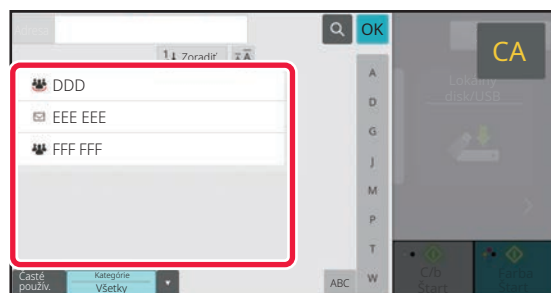 Adresa
OK
CA
1↓ Zoradiť
DDD
EEE EEE
FFF FFF
A
D
G
J
M
P
T
W
Lokálny
disk/USB
Časté
použív.
Kategórie
Všetky
ABC
C/b
Štart
Farba
Štart